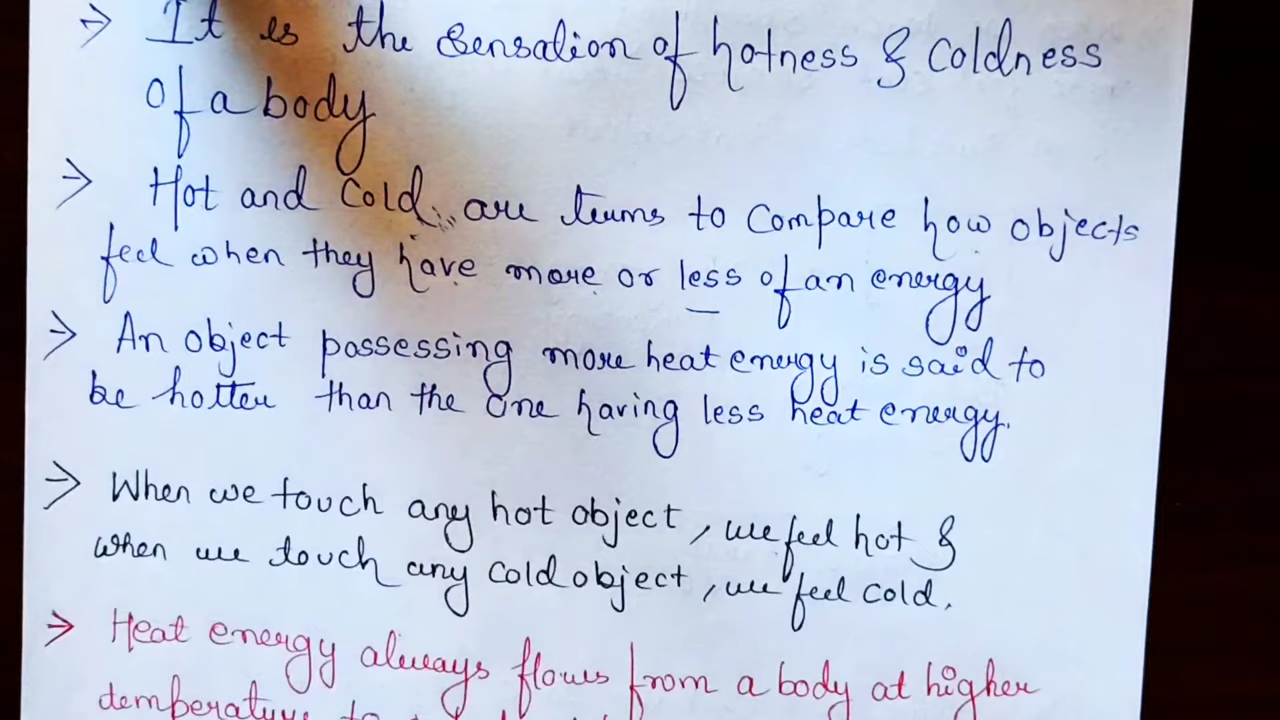 ⇒ It is the sensation of hotness & coldness
of a body
⇒ Hot and cold are terms to compare how objects
feel when they have more or less of an energy
⇒ An object possessing more heat energy is said to
be hotter than the one having less heat energy.
⇒ When we touch any hot object, we feel hot &
when we touch any cold object, we feel cold.
⇒ Heat energy always flows from a body at higher
temperature to